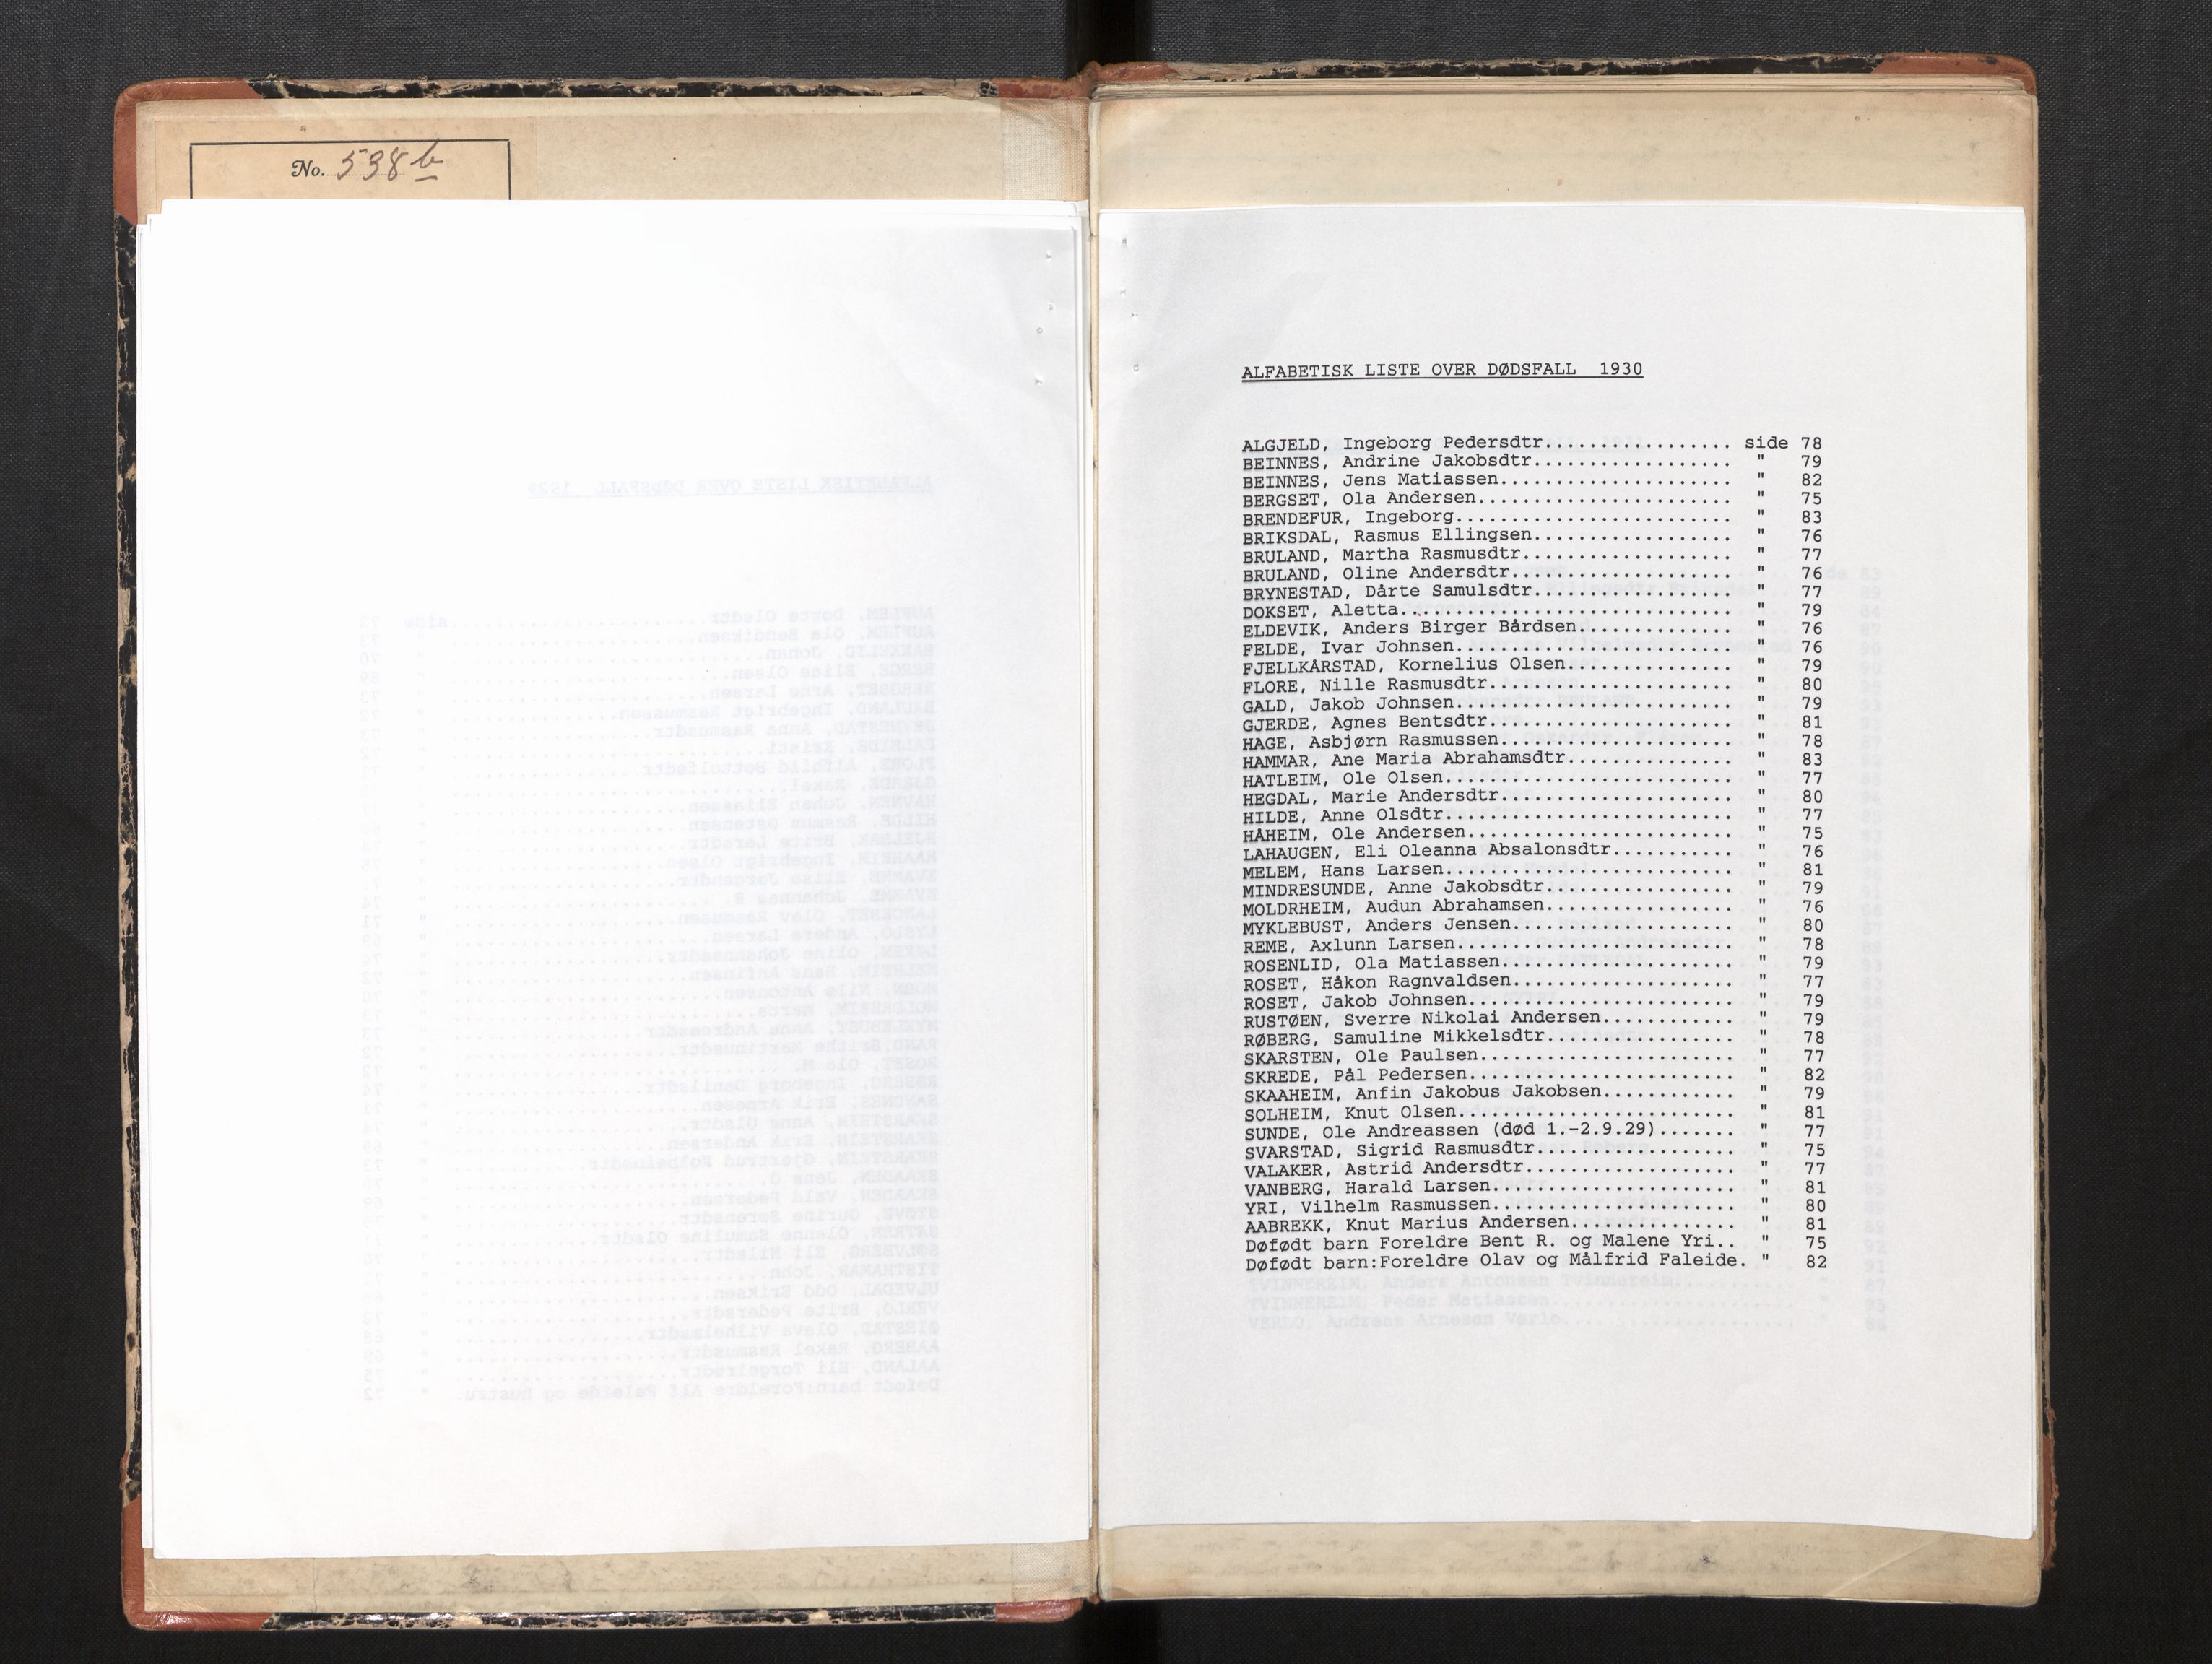 No. 538 b
ALFABETISK LISTE OVER DØDSFALL 1930
ALGJELD, Ingeborg Pedersdtr................. side 78
BEINNES, Andrine Jakobsdtr.................. " 79
BEINNES, Jens Matiassen..................... " 82
BERGSET, Ola Andersen....................... " 75
BRENDEFUR, Ingeborg......................... " 83
BRIKSDAL, Rasmus Ellingsen.................. " 76
BRULAND, Martha Rasmusdtr................... " 77
BRULAND, Oline Andersdtr.................... " 76
BRYNESTAD, Dårte Samulsdtr.................. " 77
DOKSET, Aletta.............................. " 79
ELDEVIK, Anders Birger Bårdsen.............. " 76
FELDE, Ivar Johnsen......................... " 76
FJELLKÅRSTAD, Kornelius Olsen............... " 79
FLORE, Nille Rasmusdtr...................... " 80
GALD, Jakob Johnsen......................... " 79
GJERDE, Agnes Bentsdtr...................... " 81
HAGE, Asbjørn Rasmussen..................... " 78
HAMMAR, Ane Maria Abrahamsdtr............... " 83
HATLEIM, Ole Olsen.......................... " 77
HEGDAL, Marie Andersdtr..................... " 80
HILDE, Anne Olsdtr.......................... " 77
HÅHEIM, Ole Andersen........................ " 75
LAHAUGEN, Eli Oleanna Absalonsdtr........... " 76
MELEM, Hans Larsen.......................... " 81
MINDRESUNDE, Anne Jakobsdtr................. " 79
MOLDRHEIM, Audun Abrahamsen................. " 76
MYKLEBUST, Anders Jensen.................... " 80
REME, Axlunn Larsen......................... " 78
ROSENLID, Ola Matiassen..................... " 79
ROSET, Håkon Ragnvaldsen.................... " 77
ROSET, Jakob Johnsen........................ " 79
RUSTØEN, Sverre Nikolai Andersen............ " 79
RØBERG, Samuline Mikkelsdtr................. " 78
SKARSTEN, Ole Paulsen....................... " 77
SKREDE, Pål Pedersen........................ " 82
SKAAHEIM, Anfin Jakobus Jakobsen............ " 79
SOLHEIM, Knut Olsen......................... " 81
SUNDE, Ole Andreassen (død 1.-2.9.29)....... " 77
SVARSTAD, Sigrid Rasmusdtr.................. " 75
VALAKER, Astrid Andersdtr................... " 77
VANBERG, Harald Larsen...................... " 81
YRI, Vilhelm Rasmussen...................... " 80
AABREKK, Knut Marius Andersen............... " 81
Døfødt barn Foreldre Bent R. og Malene Yri.. " 75
Døfødt barn:Foreldre Olav og Målfrid Faleide. " 82